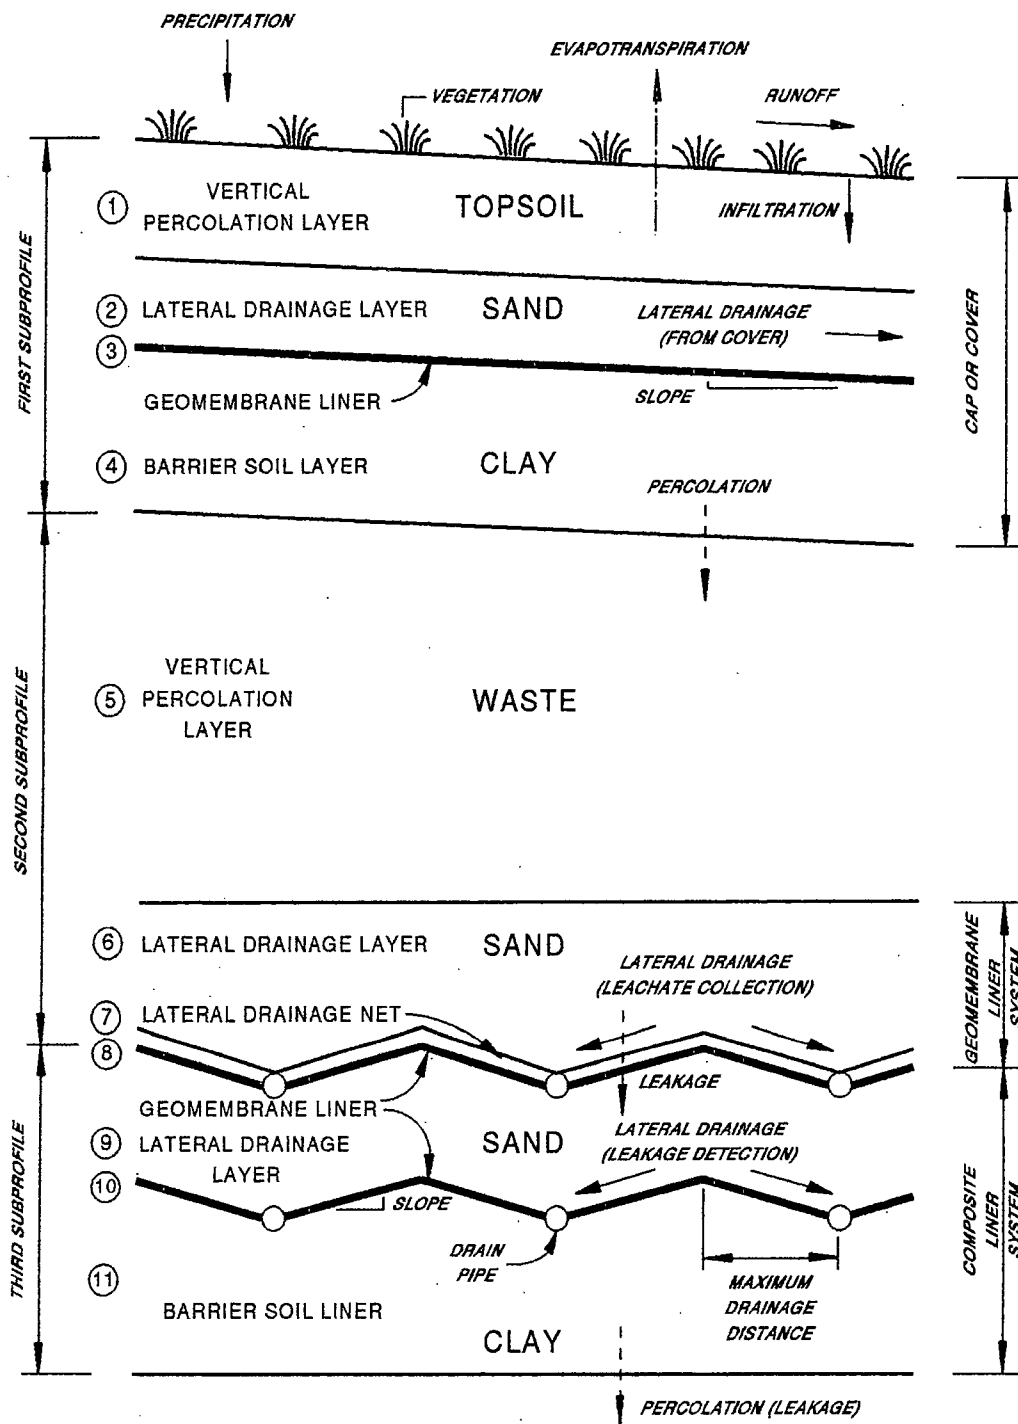 PRECIPITATION
EVAPOTRANSPIRATION
VEGETATION
RUNOFF
FIRST SUBPROFILE
1
VERTICAL
PERCOLATION LAYER
TOPSOIL
INFILTRATION
2
LATERAL DRAINAGE LAYER
SAND
LATERAL DRAINAGE
(FROM COVER)
3
GEOMEMBRANE LINER
SLOPE
CAP OR COVER
4
BARRIER SOIL LAYER
CLAY
PERCOLATION
SECOND SUBPROFILE
5
VERTICAL
PERCOLATION
LAYER
WASTE
6
LATERAL DRAINAGE LAYER
SAND
LATERAL DRAINAGE
(LEACHATE COLLECTION)
GEOMEMBRANE
LINER
SYSTEM
7
LATERAL DRAINAGE NET
8
LEAKAGE
GEOMEMBRANE LINER
THIRD SUBPROFILE
9
LATERAL DRAINAGE
LAYER
SAND
LATERAL DRAINAGE
(LEAKAGE DETECTION)
10
SLOPE
COMPOSITE
LINER
SYSTEM
DRAIN
PIPE
MAXIMUM
DRAINAGE
DISTANCE
11
BARRIER SOIL LINER
CLAY
PERCOLATION (LEAKAGE)